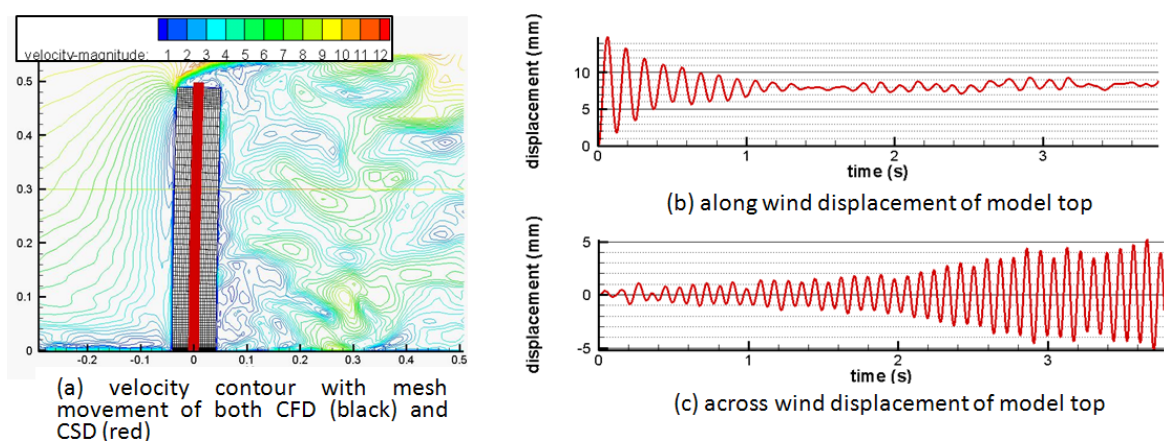 velocity-magnitude: 1 2 3 4 5 6 7 8 9 10 11 12
0.5
0.4
0.3
0.2
0.1
0
-0.2 -0.1 0 0.1 0.2 0.3 0.4 0.5
(a) velocity contour with mesh
movement of both CFD (black) and
CSD (red)
displacement (mm)
10
5
0
0 1 2 3
time (s)
(b) along wind displacement of model top
displacement (mm)
5
0
-5
0 1 2 3
time (s)
(c) across wind displacement of model top